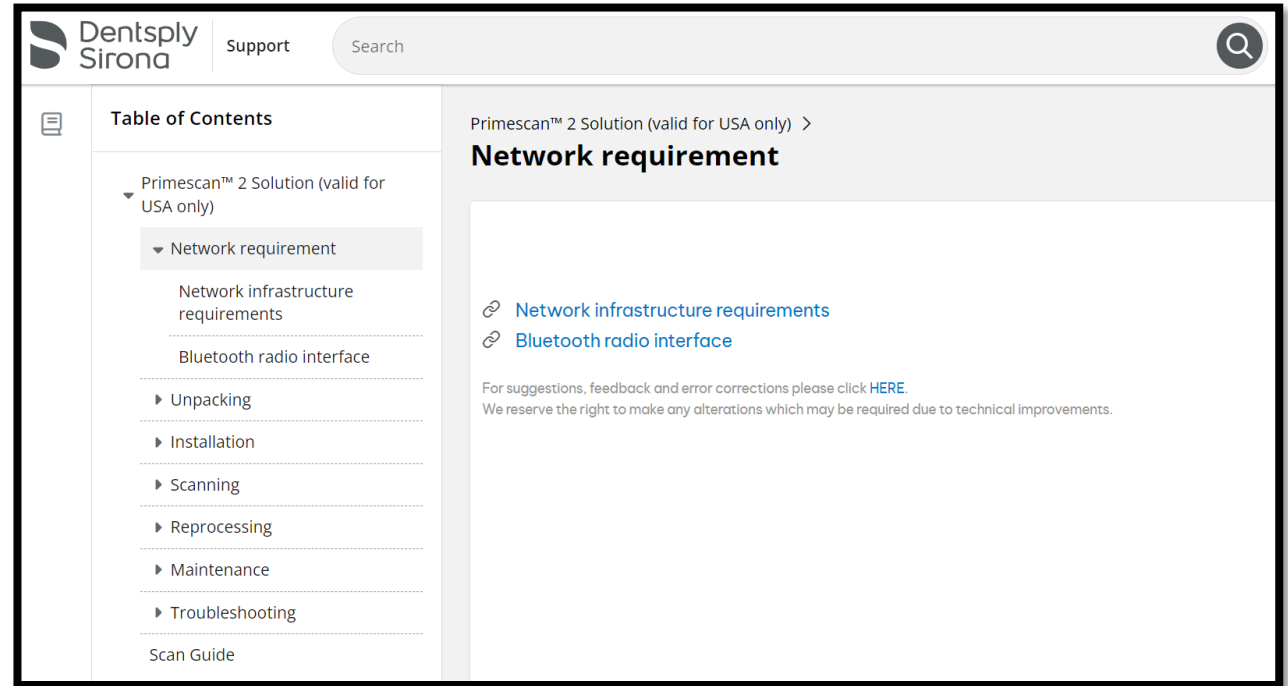 Dentsply
Sirona
Support
Search
Table of Contents
Primescan™ 2 Solution (valid for
USA only)
Network requirement
Network infrastructure
requirements
Bluetooth radio interface
Unpacking
Installation
Scanning
Reprocessing
Maintenance
Troubleshooting
Scan Guide
Primescan™ 2 Solution (valid for USA only) >
Network requirement
Network infrastructure requirements
Bluetooth radio interface
For suggestions, feedback and error corrections please click HERE.
We reserve the right to make any alterations which may be required due to technical improvements.